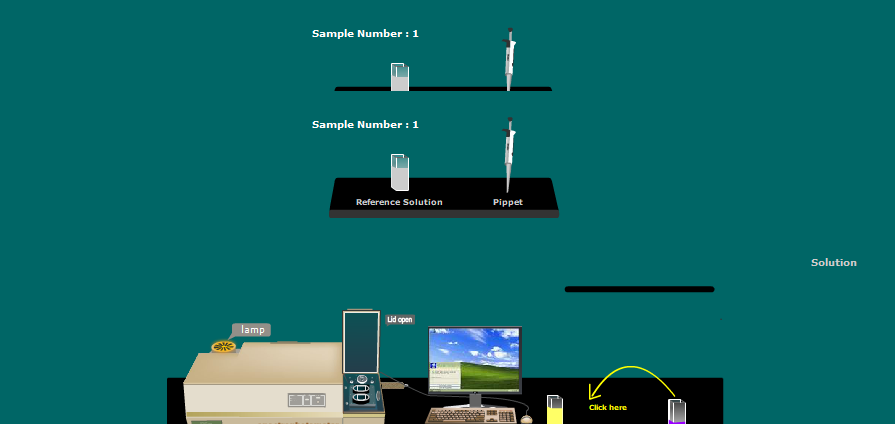 Sample Number : 1
Sample Number : 1
Reference Solution
Pippet
Solution
lamp
Lid open
Click here